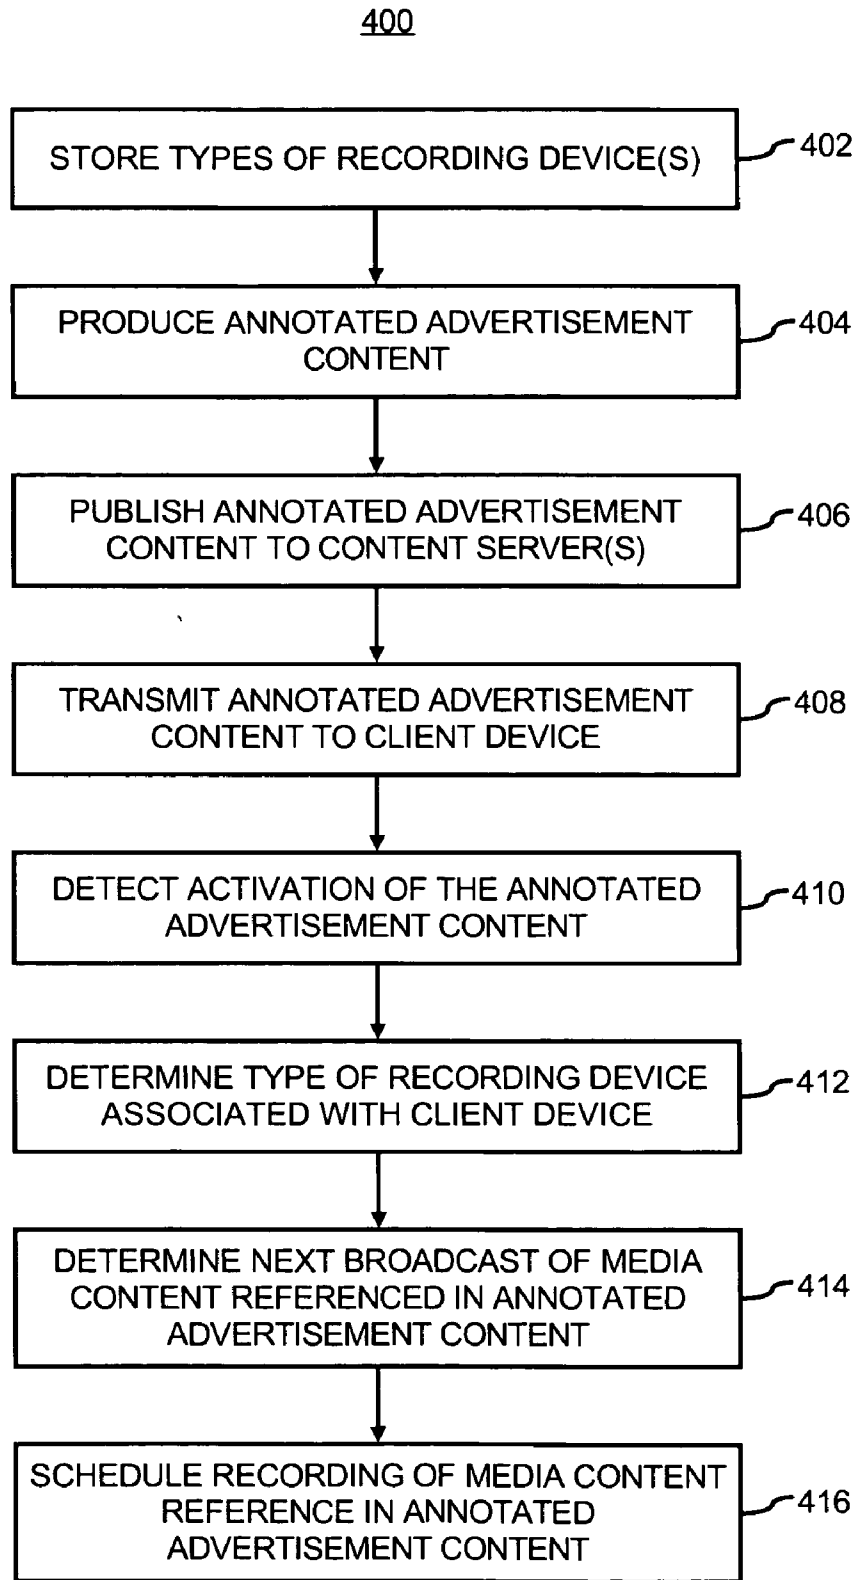 400
STORE TYPES OF RECORDING DEVICE(S)
402
PRODUCE ANNOTATED ADVERTISEMENT
CONTENT
404
PUBLISH ANNOTATED ADVERTISEMENT
CONTENT TO CONTENT SERVER(S)
406
TRANSMIT ANNOTATED ADVERTISEMENT
CONTENT TO CLIENT DEVICE
408
DETECT ACTIVATION OF THE ANNOTATED
ADVERTISEMENT CONTENT
410
DETERMINE TYPE OF RECORDING DEVICE
ASSOCIATED WITH CLIENT DEVICE
412
DETERMINE NEXT BROADCAST OF MEDIA
CONTENT REFERENCED IN ANNOTATED
ADVERTISEMENT CONTENT
414
SCHEDULE RECORDING OF MEDIA CONTENT
REFERENCE IN ANNOTATED
ADVERTISEMENT CONTENT
416